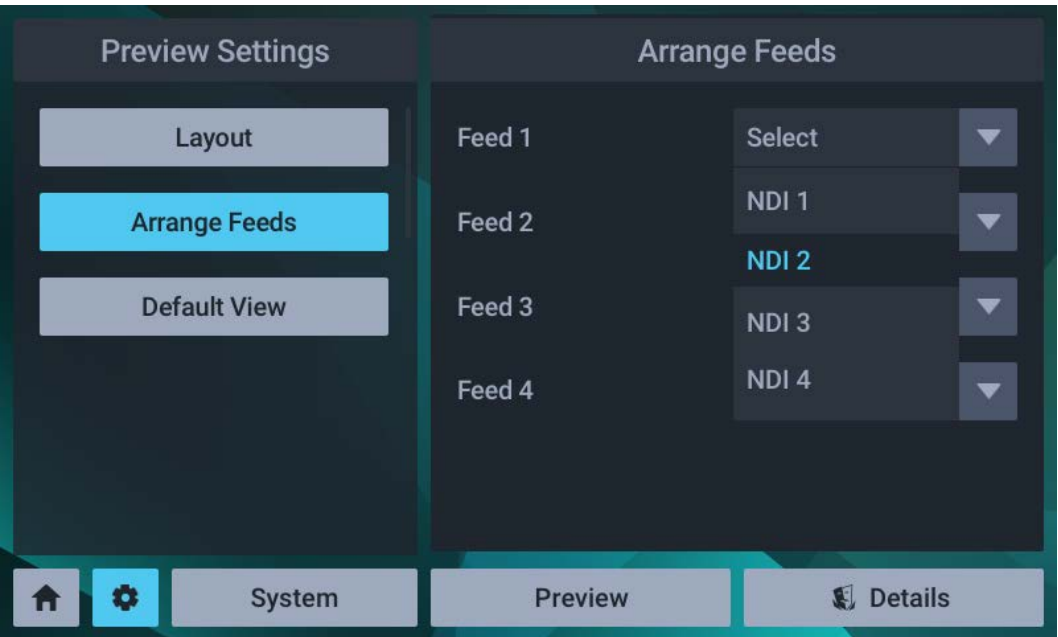 Preview Settings
Layout
Arrange Feeds
Default View
Arrange Feeds
Feed 1
Select
NDI 1
Feed 2
NDI 2
Feed 3
NDI 3
Feed 4
NDI 4
System
Preview
Details